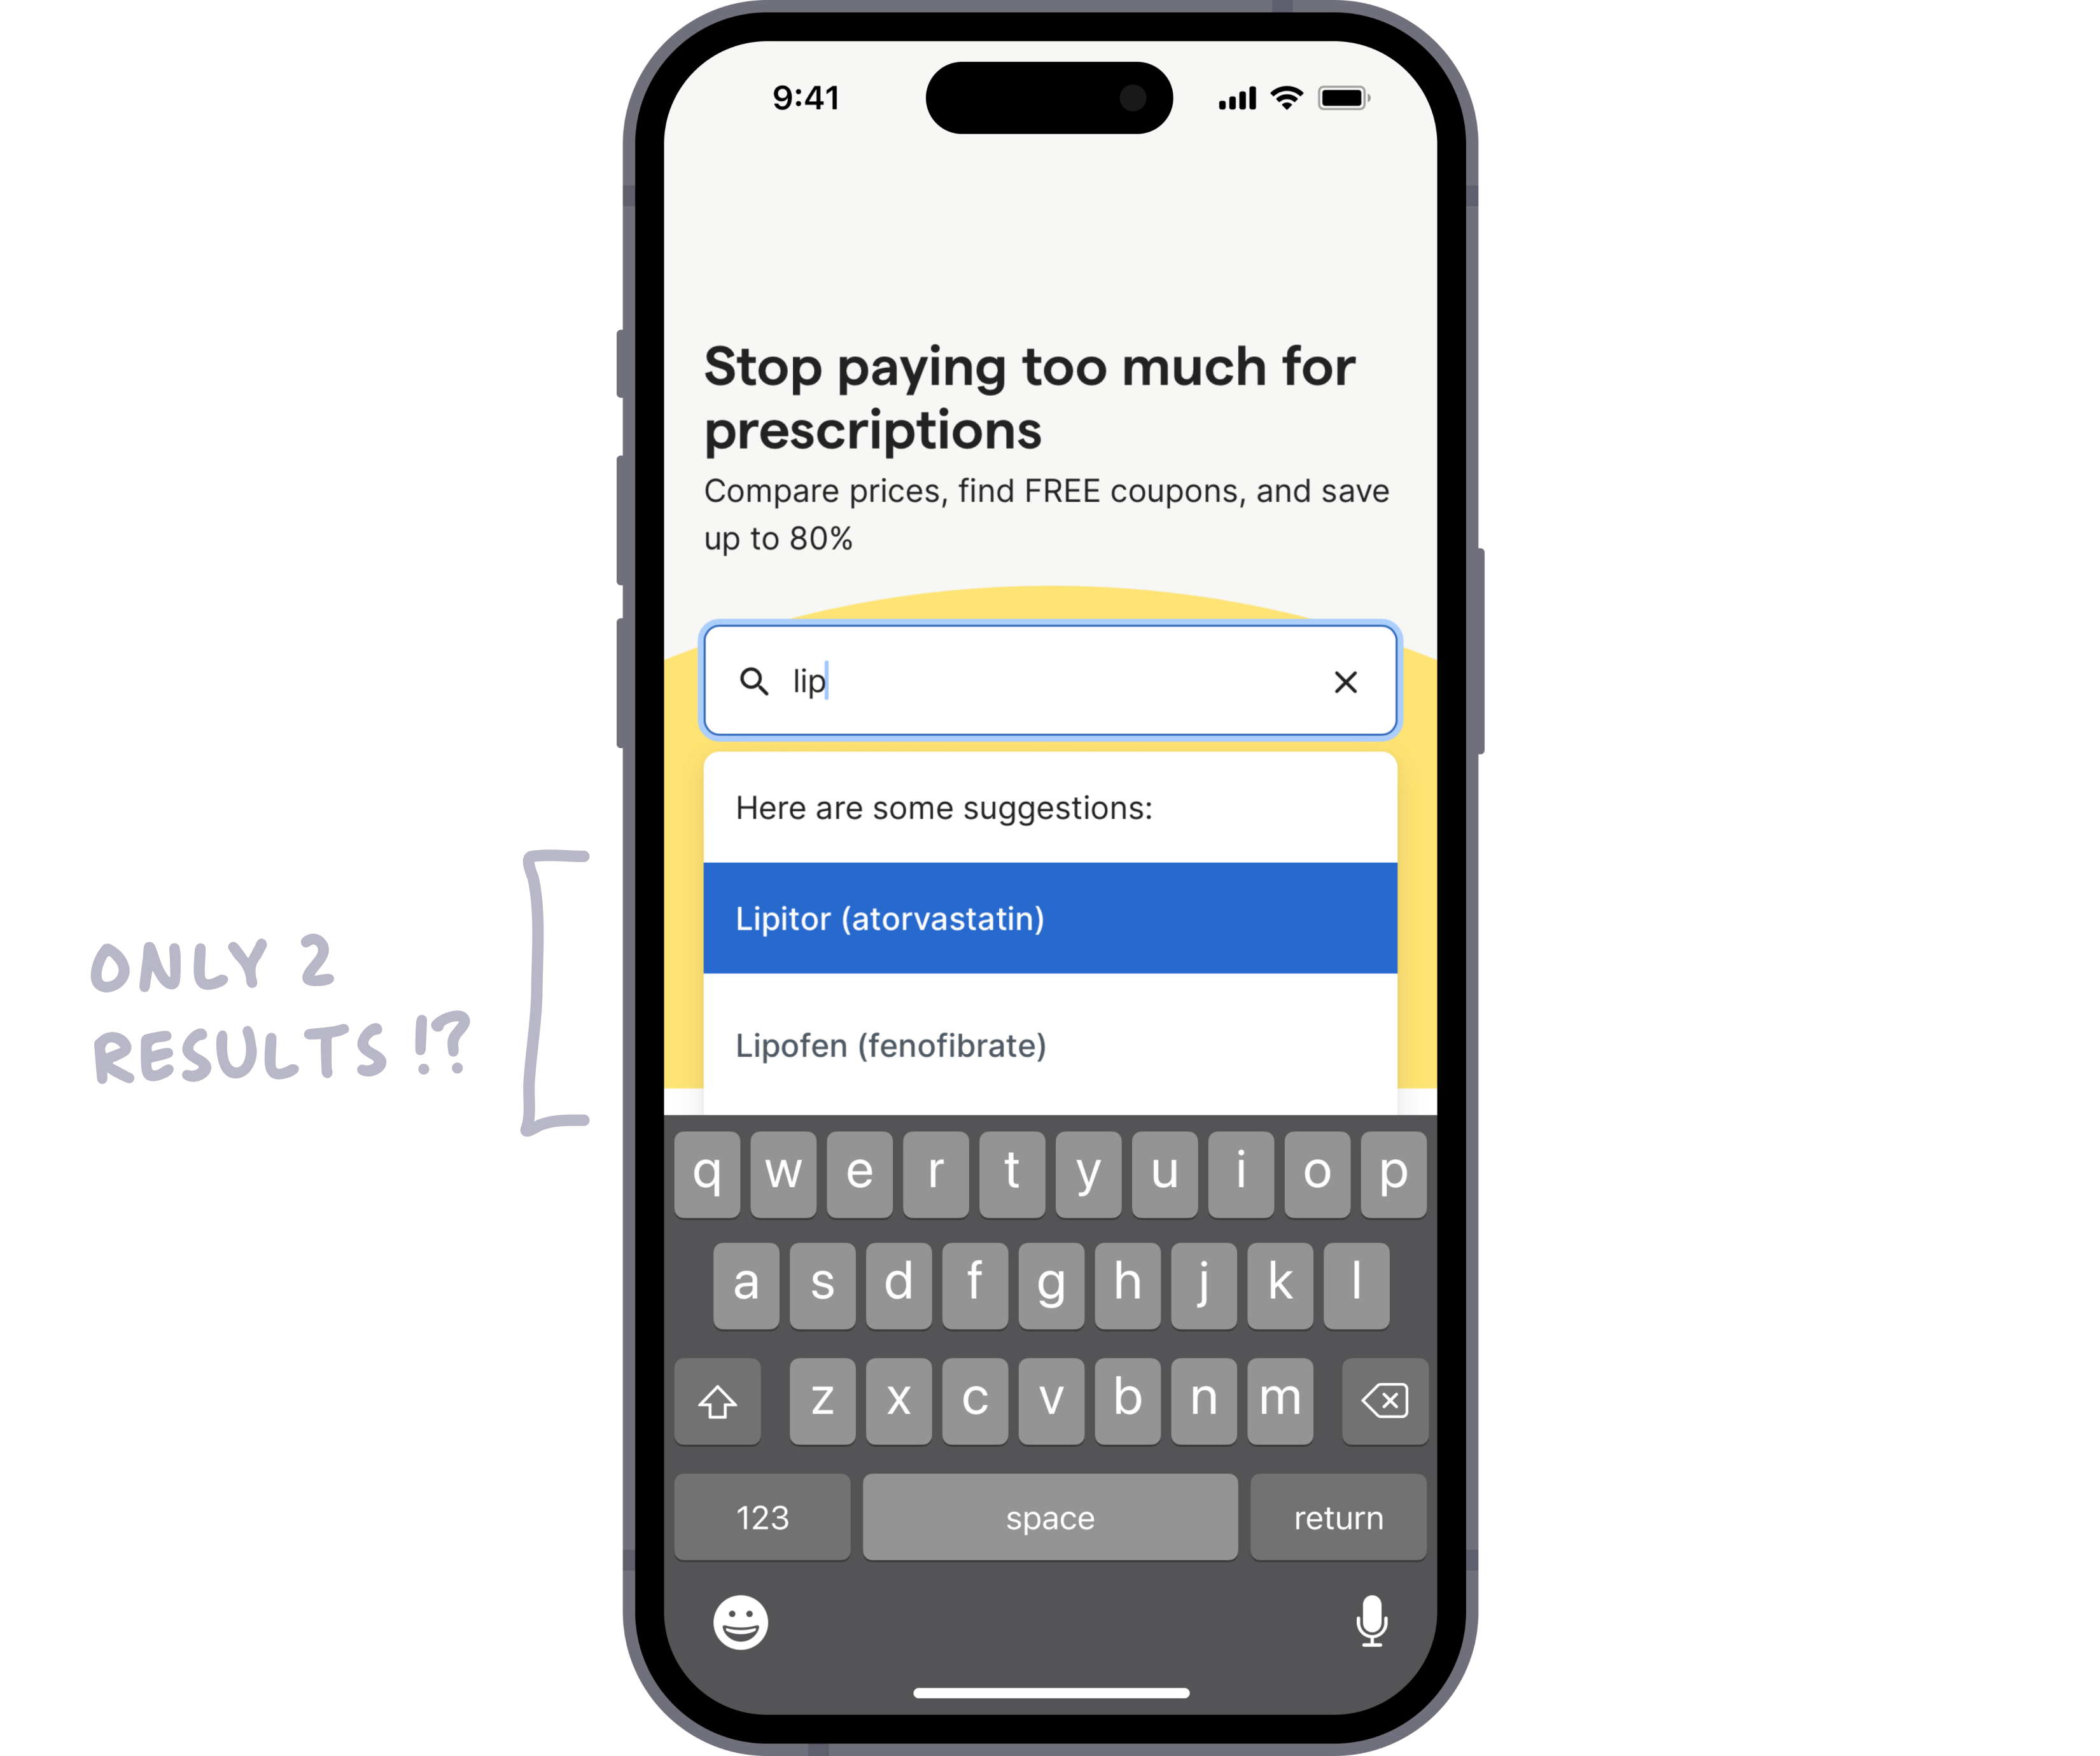 9:41
Stop paying too much for
prescriptions
Compare prices, find FREE coupons, and save
up to 80%
lip
Here are some suggestions:
Lipitor (atorvastatin)
Lipofen (fenofibrate)
ONLY 2
RESULTS!?
q w e r t y u i o p
a s d f g h j k l
z x c v b n m
123 space return